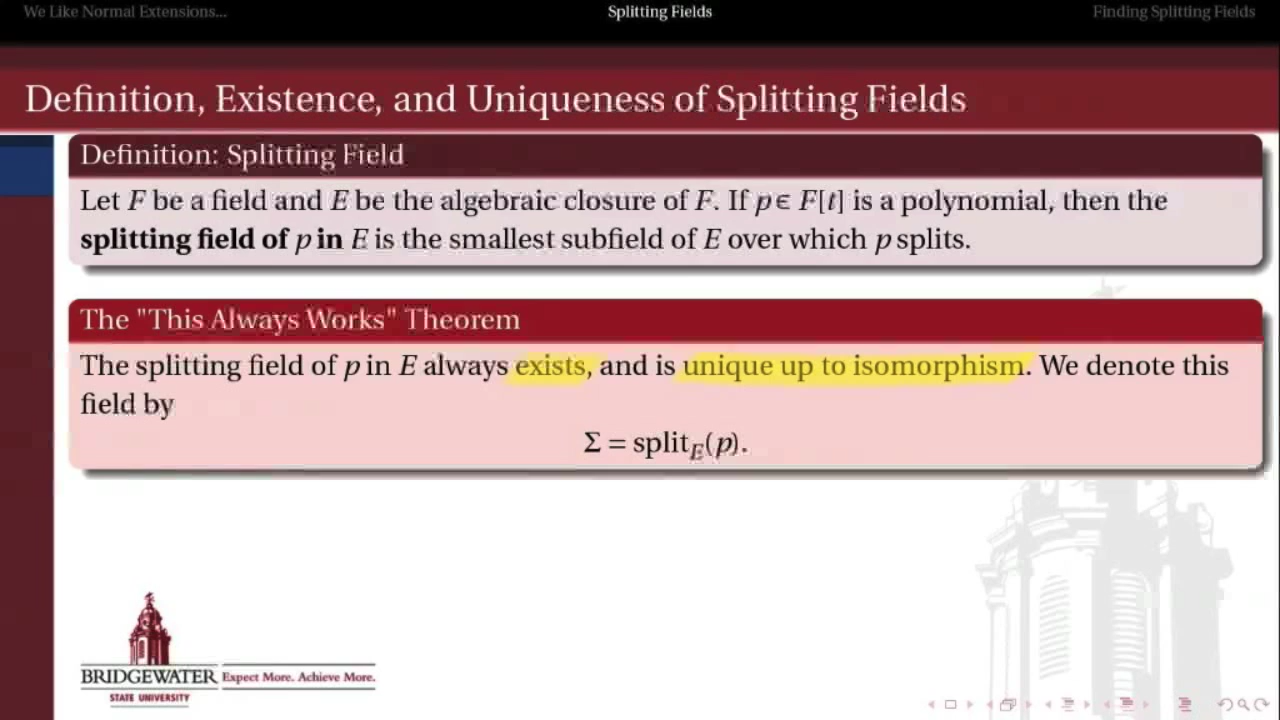 We Like Normal Extensions... Splitting Fields Finding Splitting Fields
Definition, Existence, and Uniqueness of Splitting Fields
Definition: Splitting Field
Let F be a field and E be the algebraic closure of F. If p ∈ F[t] is a polynomial, then the
splitting field of p in E is the smallest subfield of E over which p splits.
The "This Always Works" Theorem
The splitting field of p in E always exists, and is unique up to isomorphism. We denote this
field by
Σ = split_E(p).
BRIDGEWATER Expect More. Achieve More.
STATE UNIVERSITY